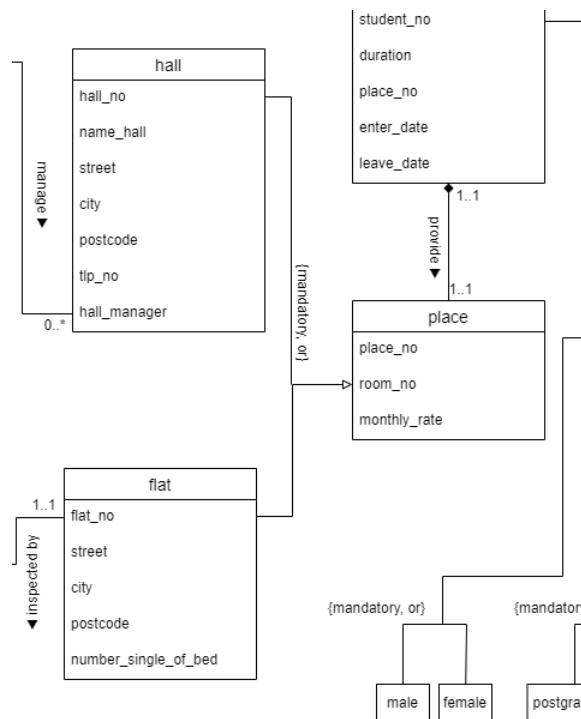 student_no
duration
place_no
enter_date
leave_date
1..1
provide
1..1
hall
hall_no
name_hall
street
city
postcode
tlp_no
hall_manager
manage
0..*
{mandatory, or}
place
place_no
room_no
monthly_rate
flat
flat_no
street
city
postcode
number_single_of_bed
1..1
inspected by
{mandatory, or}
{mandatory
male
female
postgra